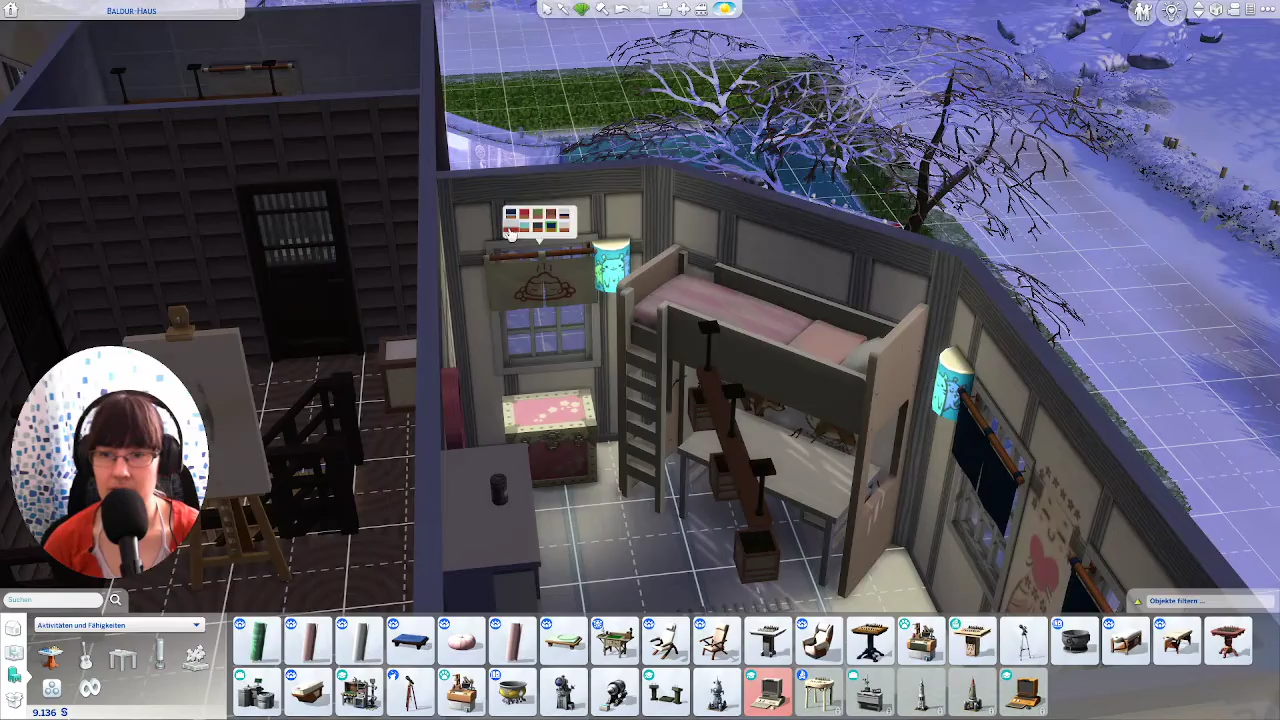 BALDUR-HAUS
Objekte filtern ...
Suchen
Aktivitäten und Fähigkeiten
9.136 $